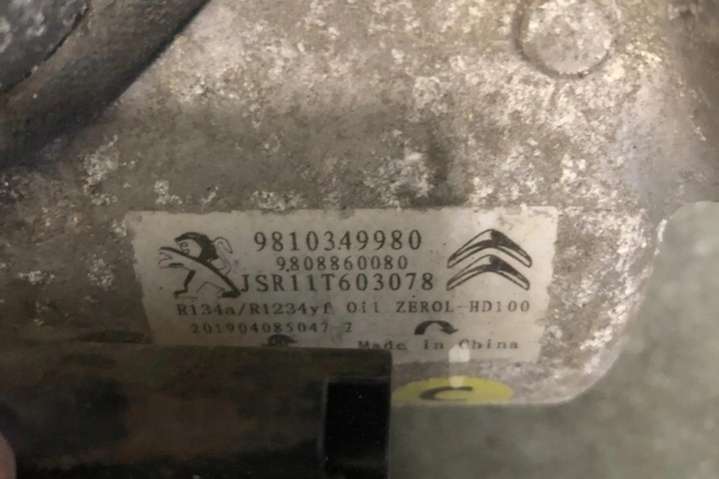 9810349980
9808860080
JSR11T603078
R134a/R1234yf Oil ZEROL-HD100
201904085047-2
Made in China
C